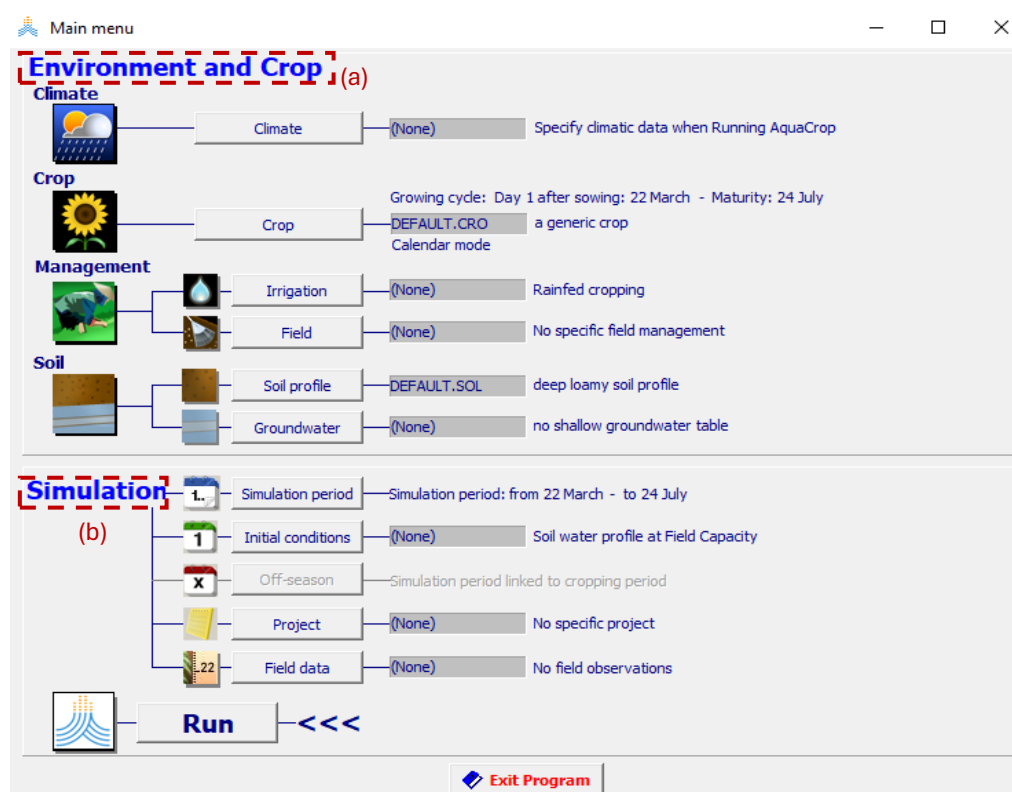 Main menu
Environment and Crop
(a)
Climate
Climate (None) Specify climatic data when Running AquaCrop
Crop
Growing cycle: Day 1 after sowing: 22 March - Maturity: 24 July
Crop DEFAULT.CRO a generic crop
Calendar mode
Management
Irrigation (None) Rainfed cropping
Field (None) No specific field management
Soil
Soil profile DEFAULT.SOL deep loamy soil profile
Groundwater (None) no shallow groundwater table
Simulation 1.. Simulation period Simulation period: from 22 March - to 24 July
(b)
1 Initial conditions (None) Soil water profile at Field Capacity
x Off-season Simulation period linked to cropping period
Project (None) No specific project
.22 Field data (None) No field observations
Run <<<
Exit Program